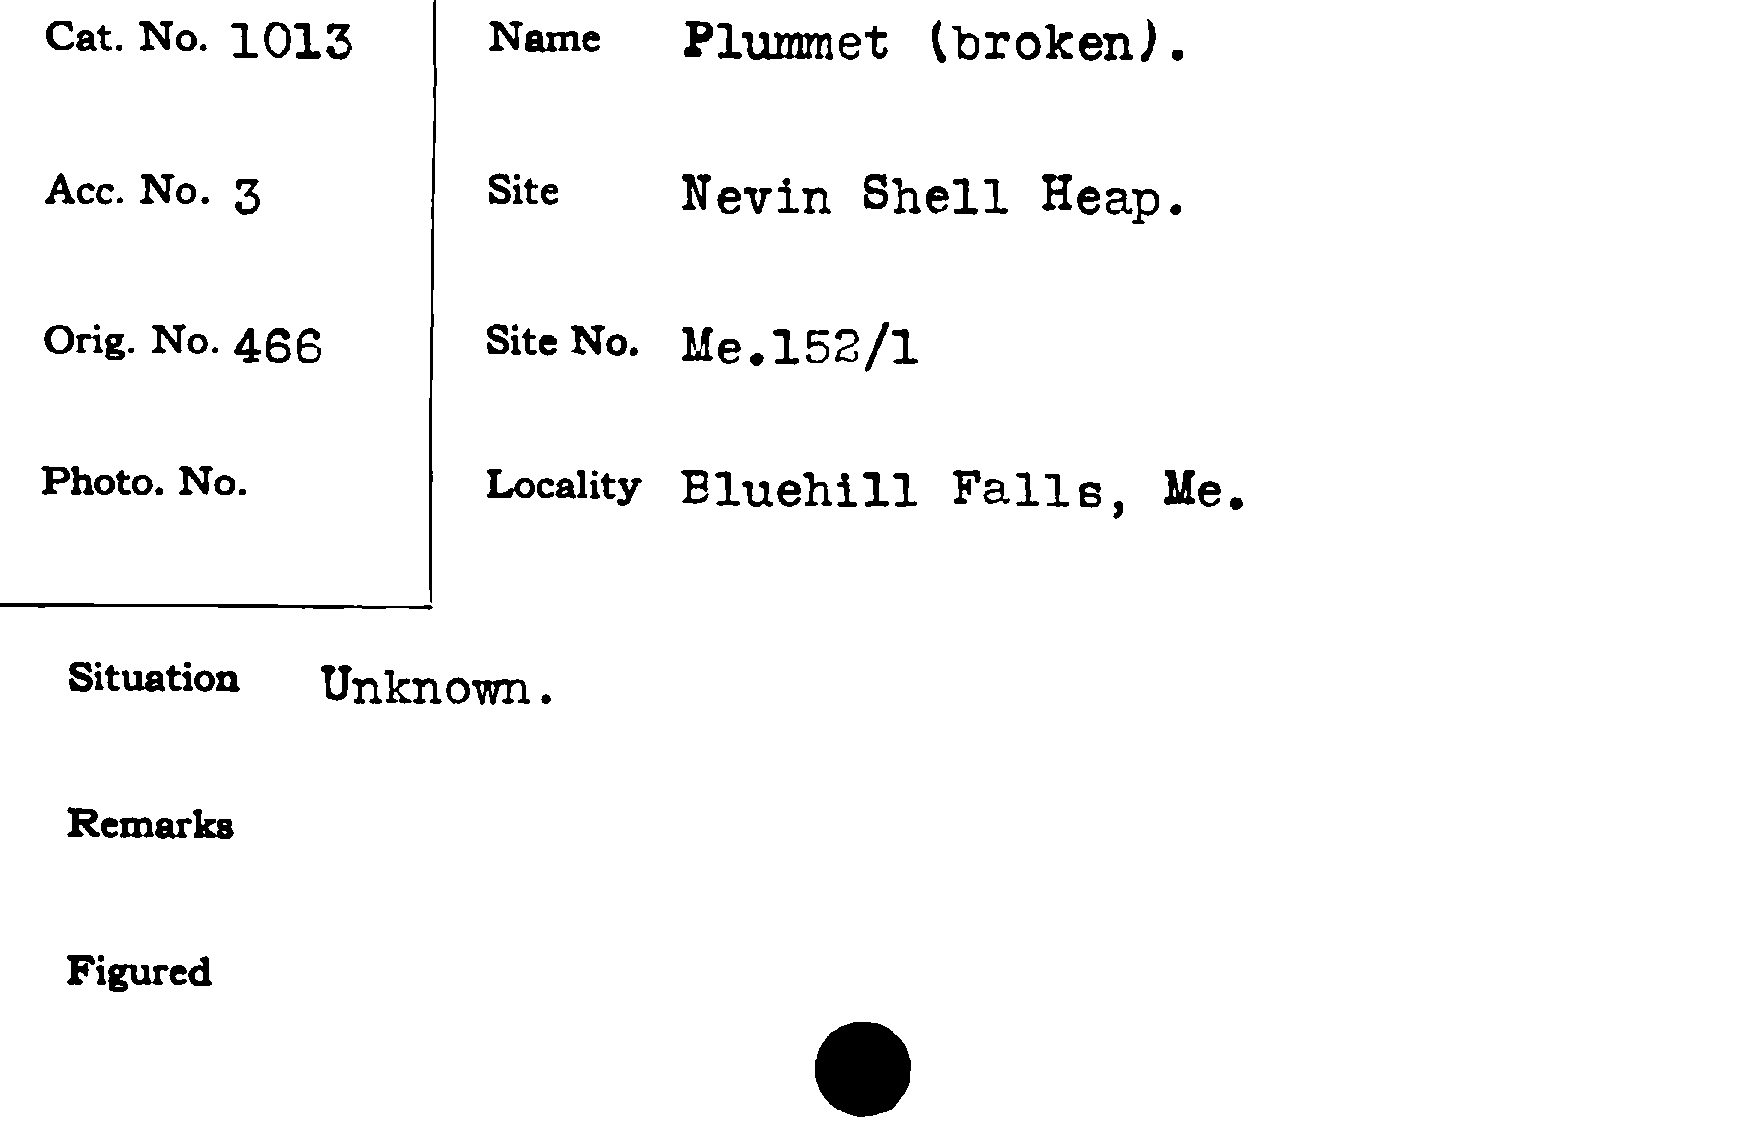 Cat. No. 1013
Name Plummet (broken).
Acc. No. 3
Site Nevin Shell Heap.
Orig. No. 466
Site No. Me.152/1
Photo. No.
Locality Bluehill Falls, Me.
Situation Unknown.
Remarks
Figured